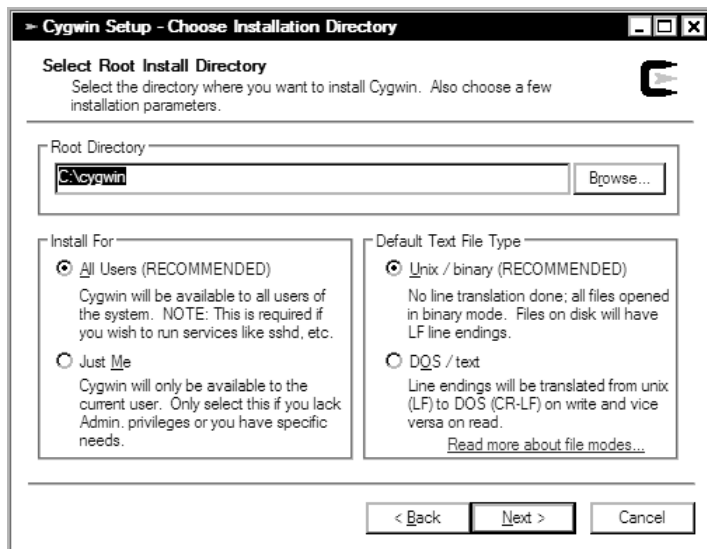 Cygwin Setup - Choose Installation Directory
Select Root Install Directory
Select the directory where you want to install Cygwin. Also choose a few
installation parameters.
Root Directory
C:\cygwin
Browse...
Install For
All Users (RECOMMENDED)
Cygwin will be available to all users of
the system. NOTE: This is required if
you wish to run services like sshd, etc.
Just Me
Cygwin will only be available to the
current user. Only select this if you lack
Admin. privileges or you have specific
needs.
Default Text File Type
Unix / binary (RECOMMENDED)
No line translation done; all files opened
in binary mode. Files on disk will have
LF line endings.
DOS / text
Line endings will be translated from unix
(LF) to DOS (CR-LF) on write and vice
versa on read.
Read more about file modes...
< Back
Next >
Cancel